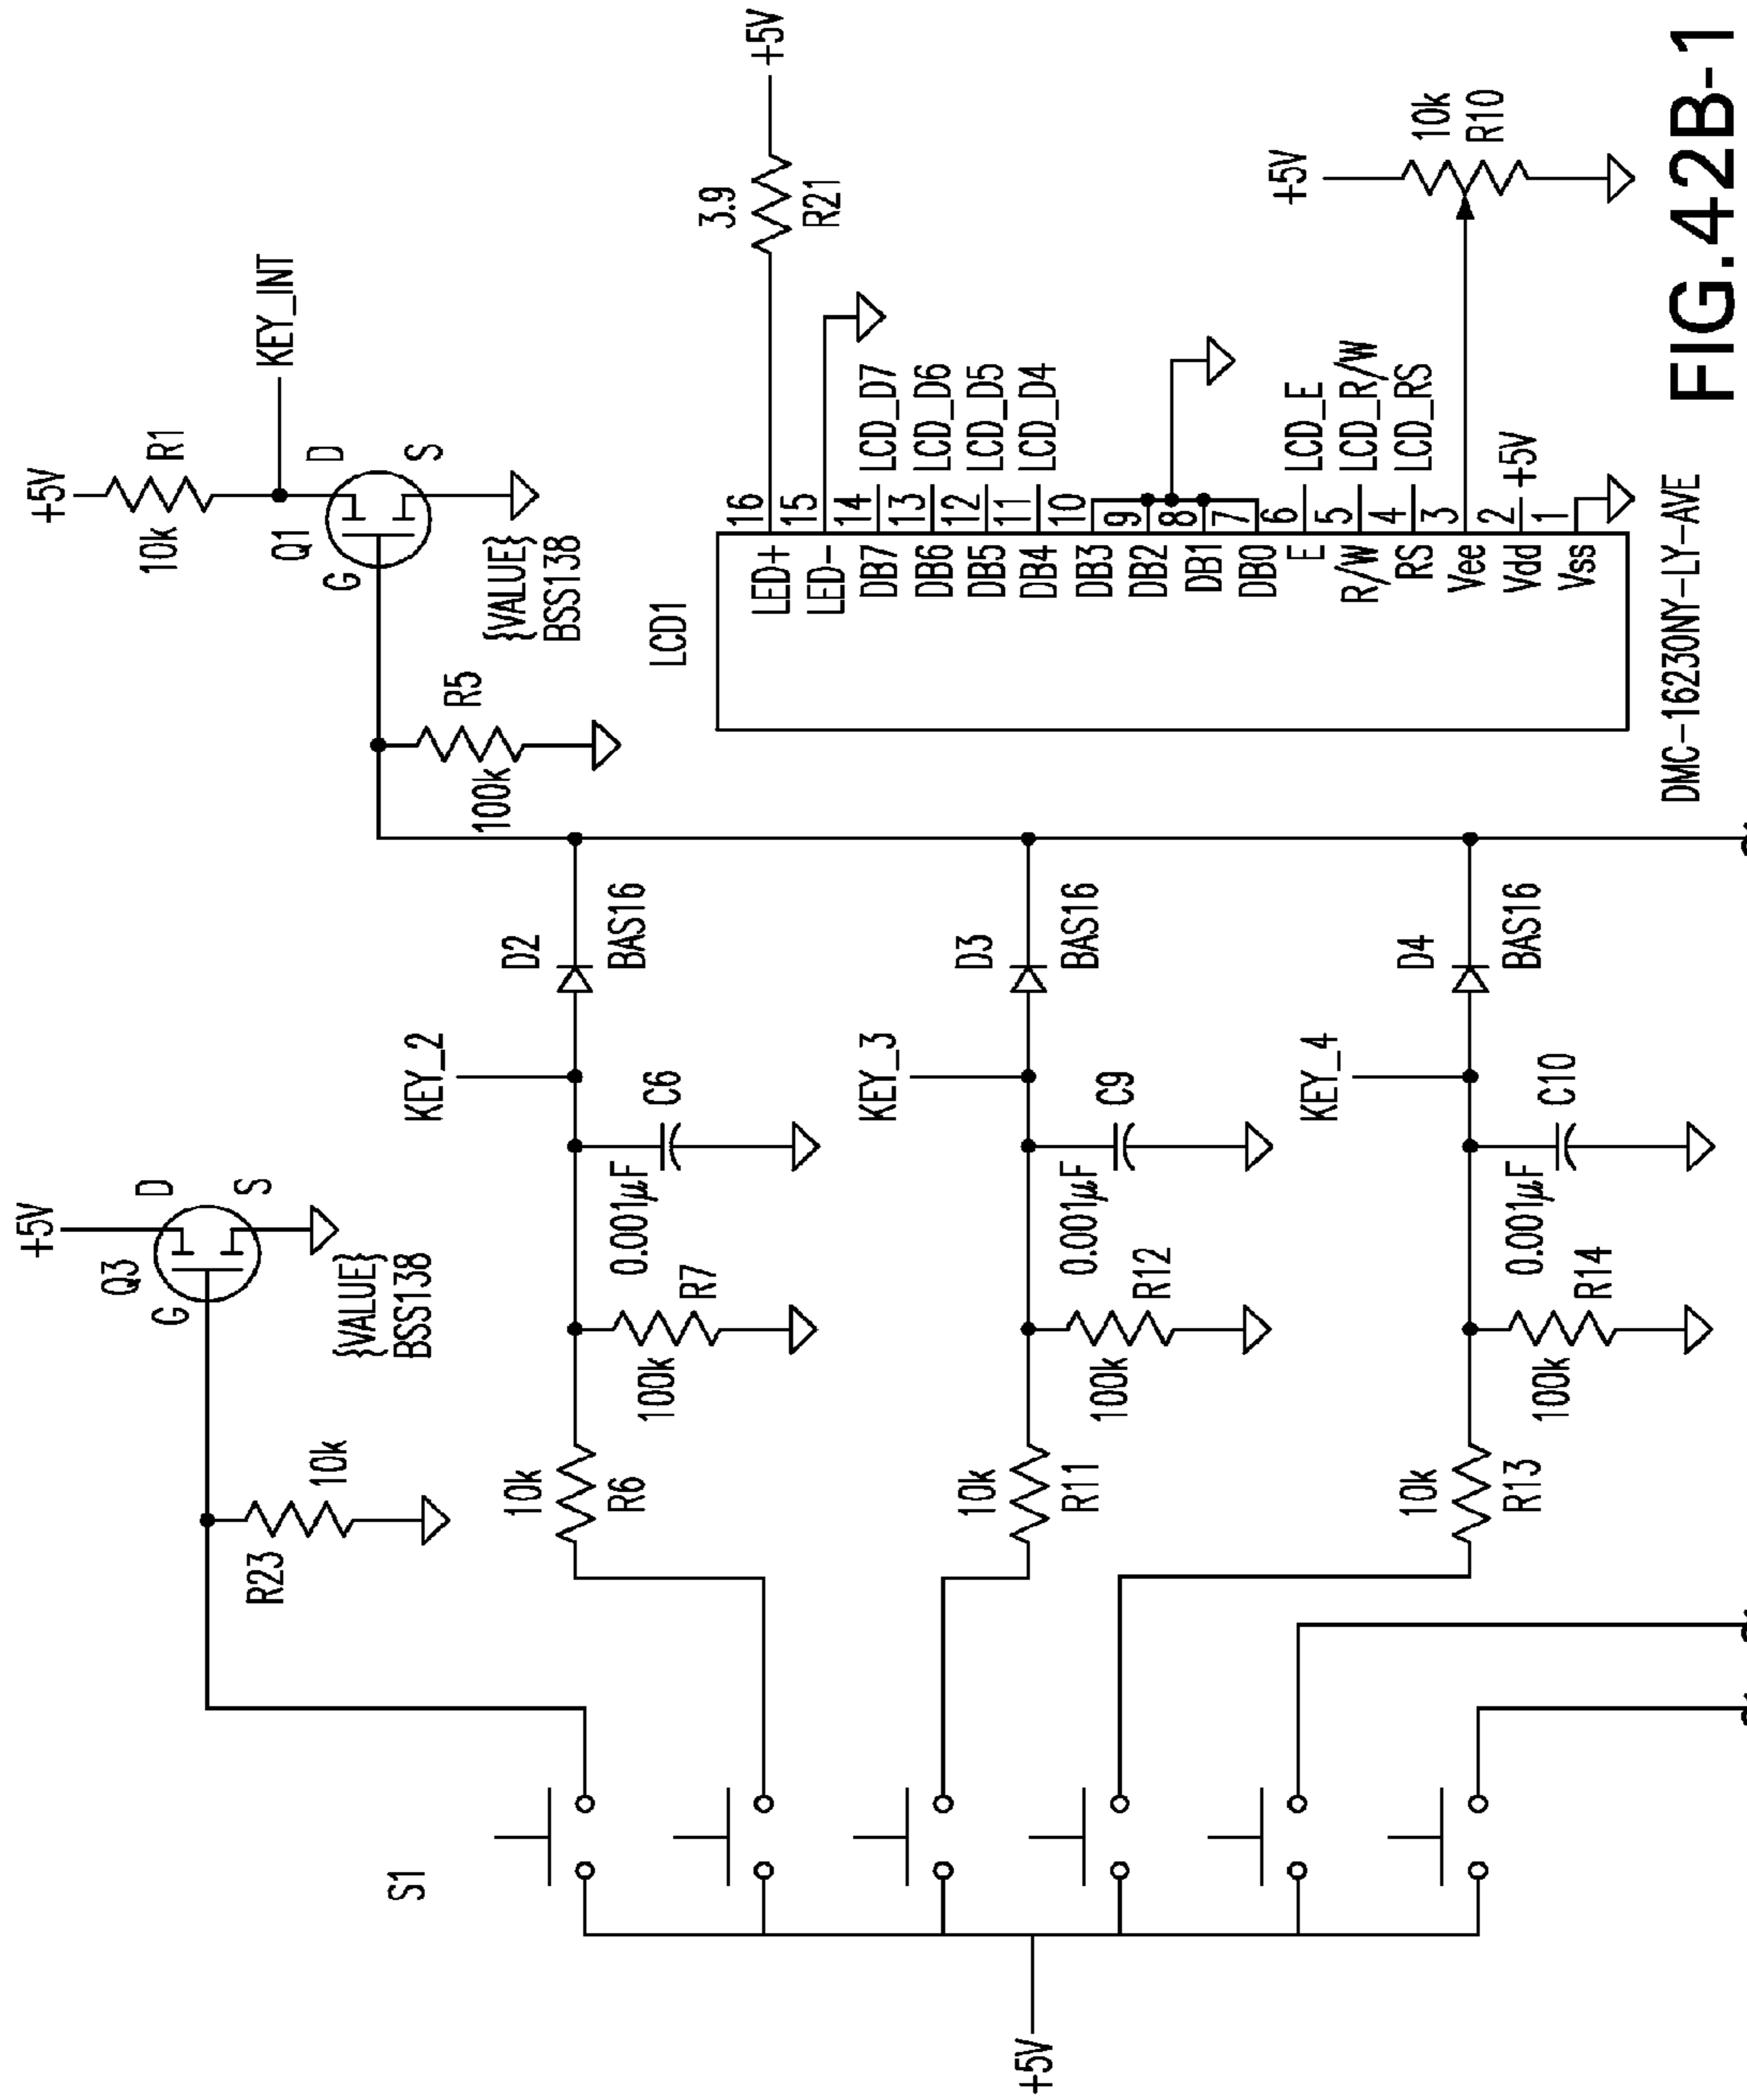 +5V
S1
+5V
Q3
D
G
S
{VALUE}
BSS138
R23
10k
+5V
10k
R1
KEY_INT
Q1
D
G
S
{VALUE}
BSS138
R5
100k
10k
R6
100k
R7
0.001µF
C6
KEY_2
D2
BAS16
10k
R11
100k
R12
0.001µF
C9
KEY_3
D3
BAS16
10k
R13
100k
R14
0.001µF
C10
KEY_4
D4
BAS16
LCD1
LED+ 16
LED- 15
DB7 14 LCD_D7
DB6 13 LCD_D6
DB5 12 LCD_D5
DB4 11 LCD_D4
DB3 10
DB2 9
DB1 8
DB0 7
E 6 LCD_E
R/W 5 LCD_R/W
RS 4 LCD_RS
Vee 3
Vdd 2 +5V
Vss 1
DMC-16230NY-LY-AVE
3.9
R21
+5V
+5V
10k
R10
FIG.42B-1